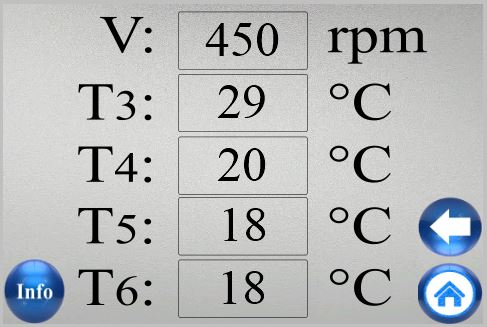 V: 450 rpm
T3: 29 °C
T4: 20 °C
T5: 18 °C
Info T6: 18 °C